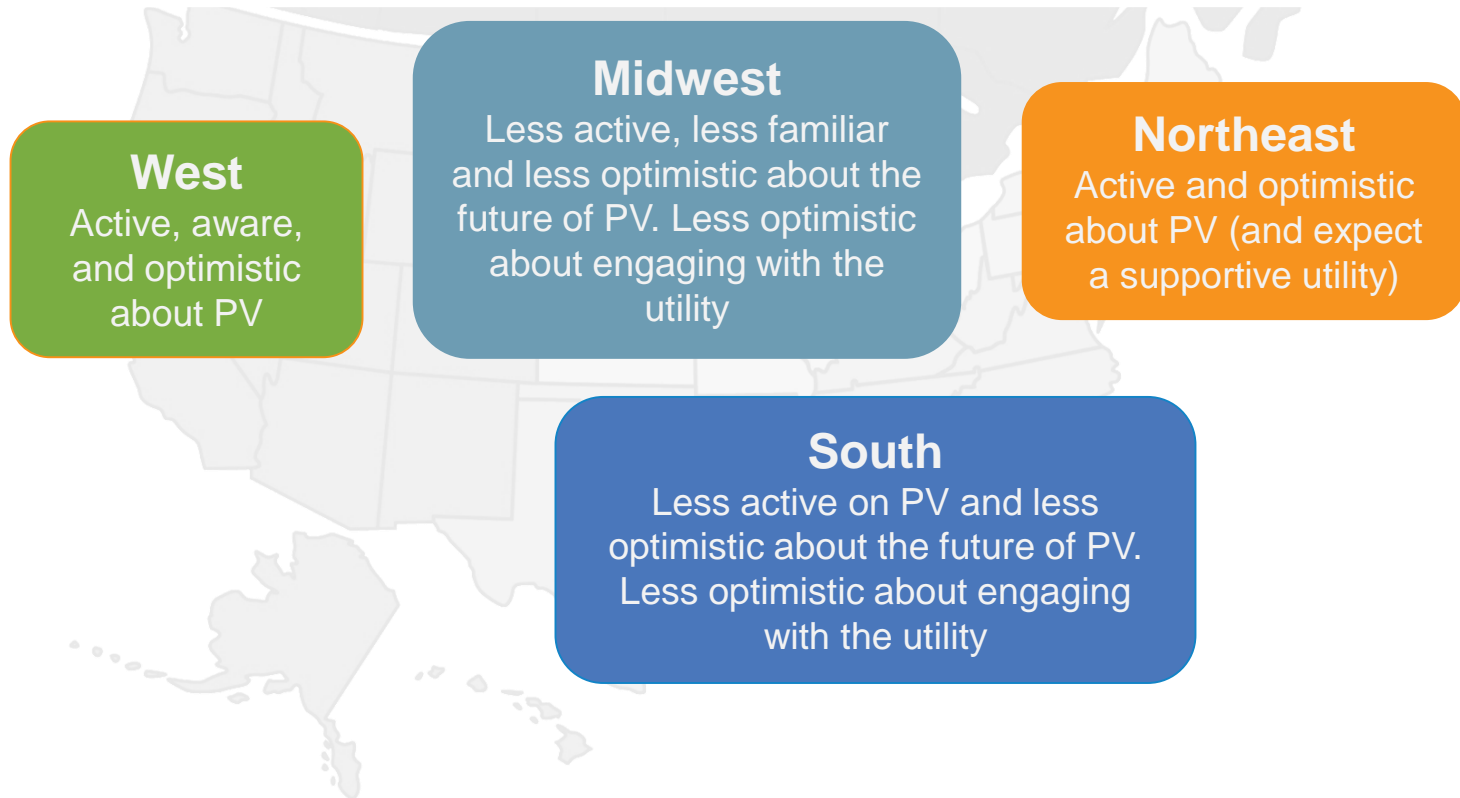 West
Active, aware,
and optimistic
about PV
Midwest
Less active, less familiar
and less optimistic about the
future of PV. Less optimistic
about engaging with the
utility
Northeast
Active and optimistic
about PV (and expect
a supportive utility)
South
Less active on PV and less
optimistic about the future of PV.
Less optimistic about engaging
with the utility